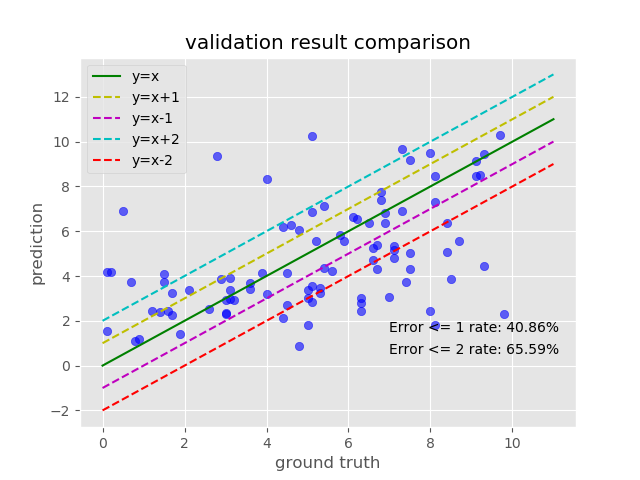 validation result comparison
y=x
y=x+1
y=x-1
y=x+2
y=x-2
12
10
8
6
4
2
0
−2
prediction
Error <= 1 rate: 40.86%
Error <= 2 rate: 65.59%
0 2 4 6 8 10
ground truth